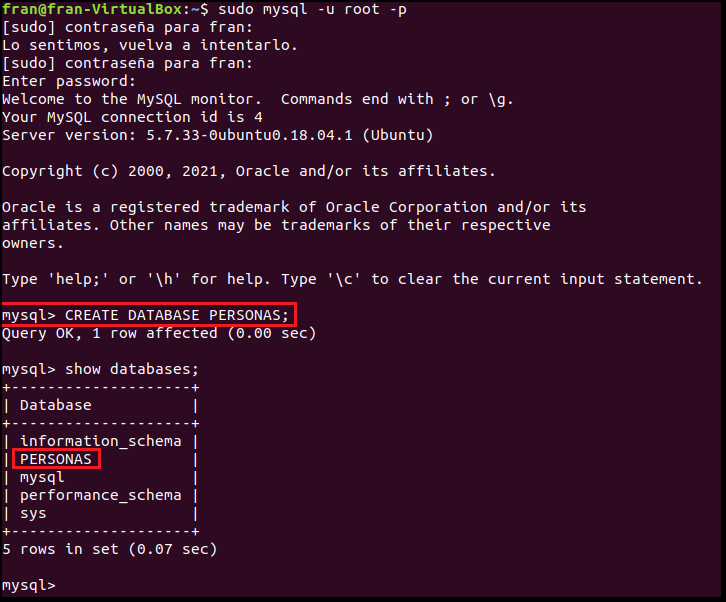 fran@fran-VirtualBox:~$ sudo mysql -u root -p
[sudo] contraseña para fran:
Lo sentimos, vuelva a intentarlo.
[sudo] contraseña para fran:
Enter password:
Welcome to the MySQL monitor.  Commands end with ; or \g.
Your MySQL connection id is 4
Server version: 5.7.33-0ubuntu0.18.04.1 (Ubuntu)
Copyright (c) 2000, 2021, Oracle and/or its affiliates.
Oracle is a registered trademark of Oracle Corporation and/or its
affiliates. Other names may be trademarks of their respective
owners.
Type 'help;' or '\h' for help. Type '\c' to clear the current input statement.
mysql> CREATE DATABASE PERSONAS;
Query OK, 1 row affected (0.00 sec)
mysql> show databases;
+--------------------+
| Database           |
+--------------------+
| information_schema |
| PERSONAS           |
| mysql              |
| performance_schema |
| sys                |
+--------------------+
5 rows in set (0.07 sec)
mysql>